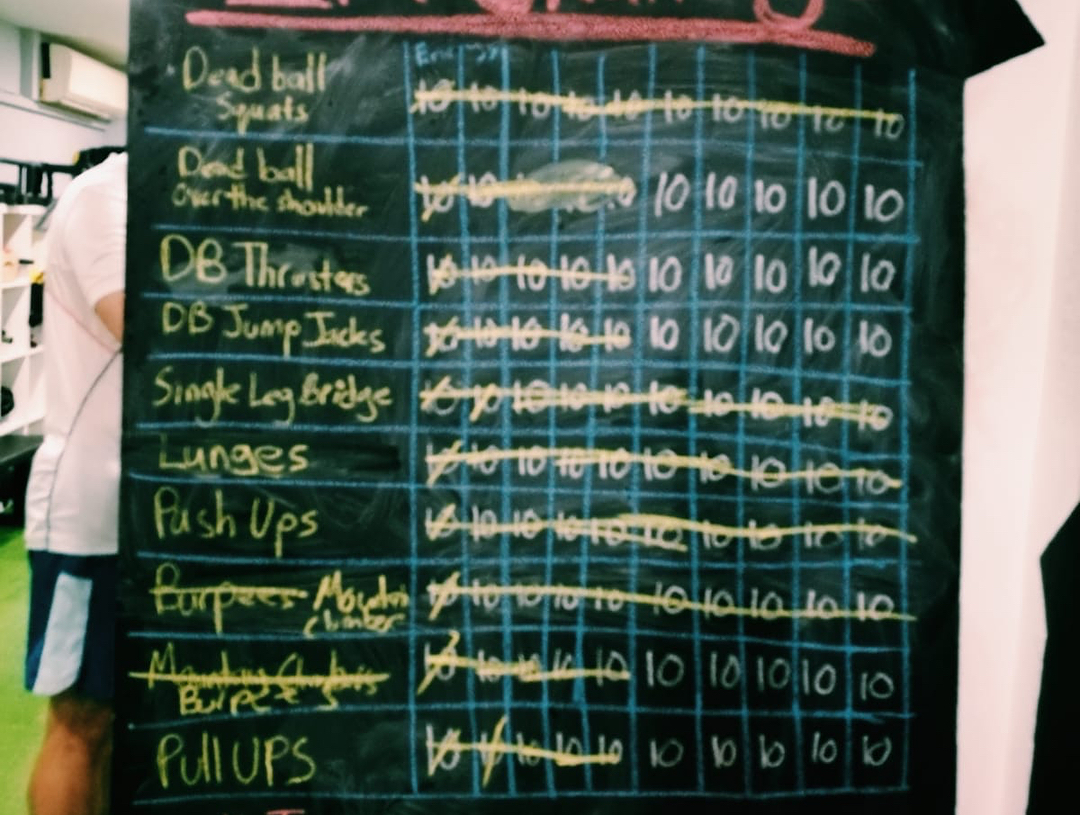 Dead ball
Squats
10 10 10 10 10 10 10 10 10 10
Dead ball
Over the shoulder
10 10 10 10 10 10 10 10 10
DB Thrusters
10 10 10 10 10 10 10 10 10 10
DB Jump Jacks
10 10 10 10 10 10 10 10 10 10
Single Leg Bridge
10 10 10 10 10 10 10 10 10 10
Lunges
10 10 10 10 10 10 10 10 10 10
Push Ups
10 10 10 10 10 10 10 10 10 10
Burpees Mountain
Climber
10 10 10 10 10 10 10 10 10 10
Mountain Climbers
Burpees
10 10 10 10 10 10 10 10 10 10
Pull UPS
10 10 10 10 10 10 10 10 10 10